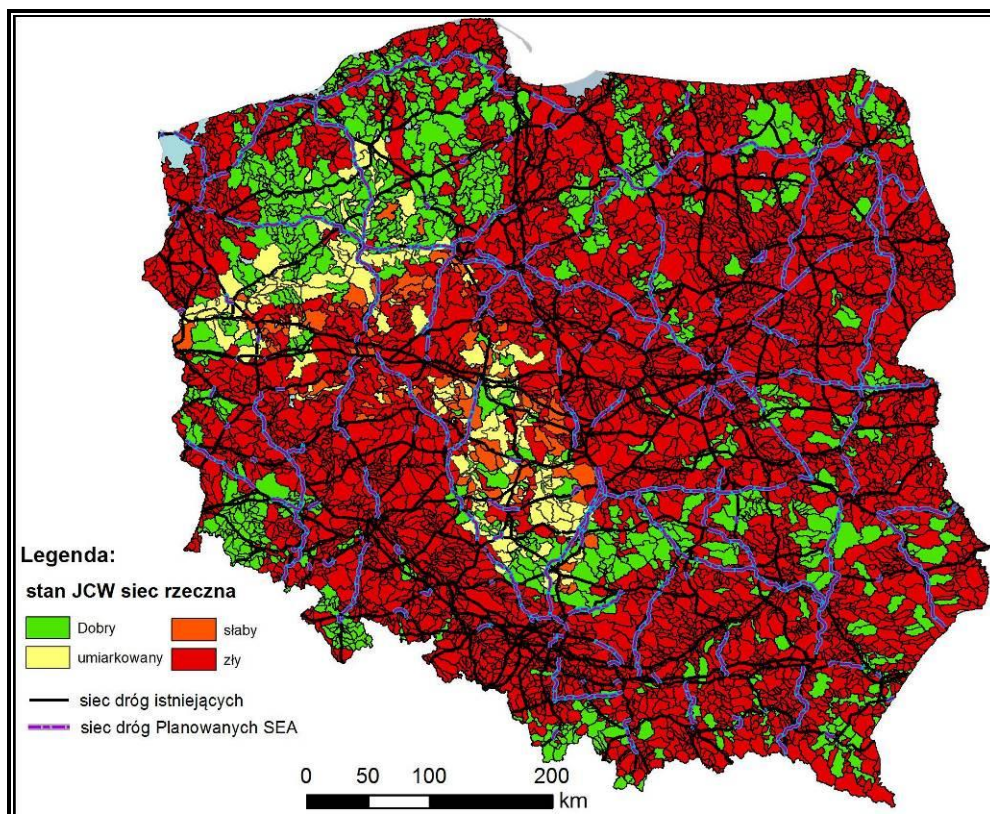 Legenda:
stan JCW siec rzeczna
Dobry
słaby
umiarkowany
zły
siec dróg istniejących
siec dróg Planowanych SEA
0 50 100 200
km